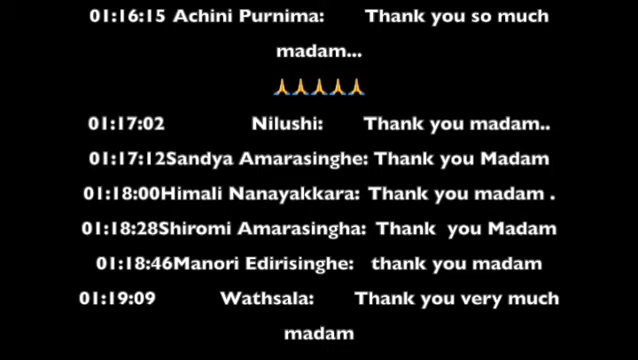 01:16:15 Achini Purnima: Thank you so much
madam...
🙏🙏🙏🙏🙏
01:17:02 Nilushi: Thank you madam..
01:17:12Sandya Amarasinghe: Thank you Madam
01:18:00Himali Nanayakkara: Thank you madam .
01:18:28Shiromi Amarasingha: Thank you Madam
01:18:46Manori Edirisinghe: thank you madam
01:19:09 Wathsala: Thank you very much
madam